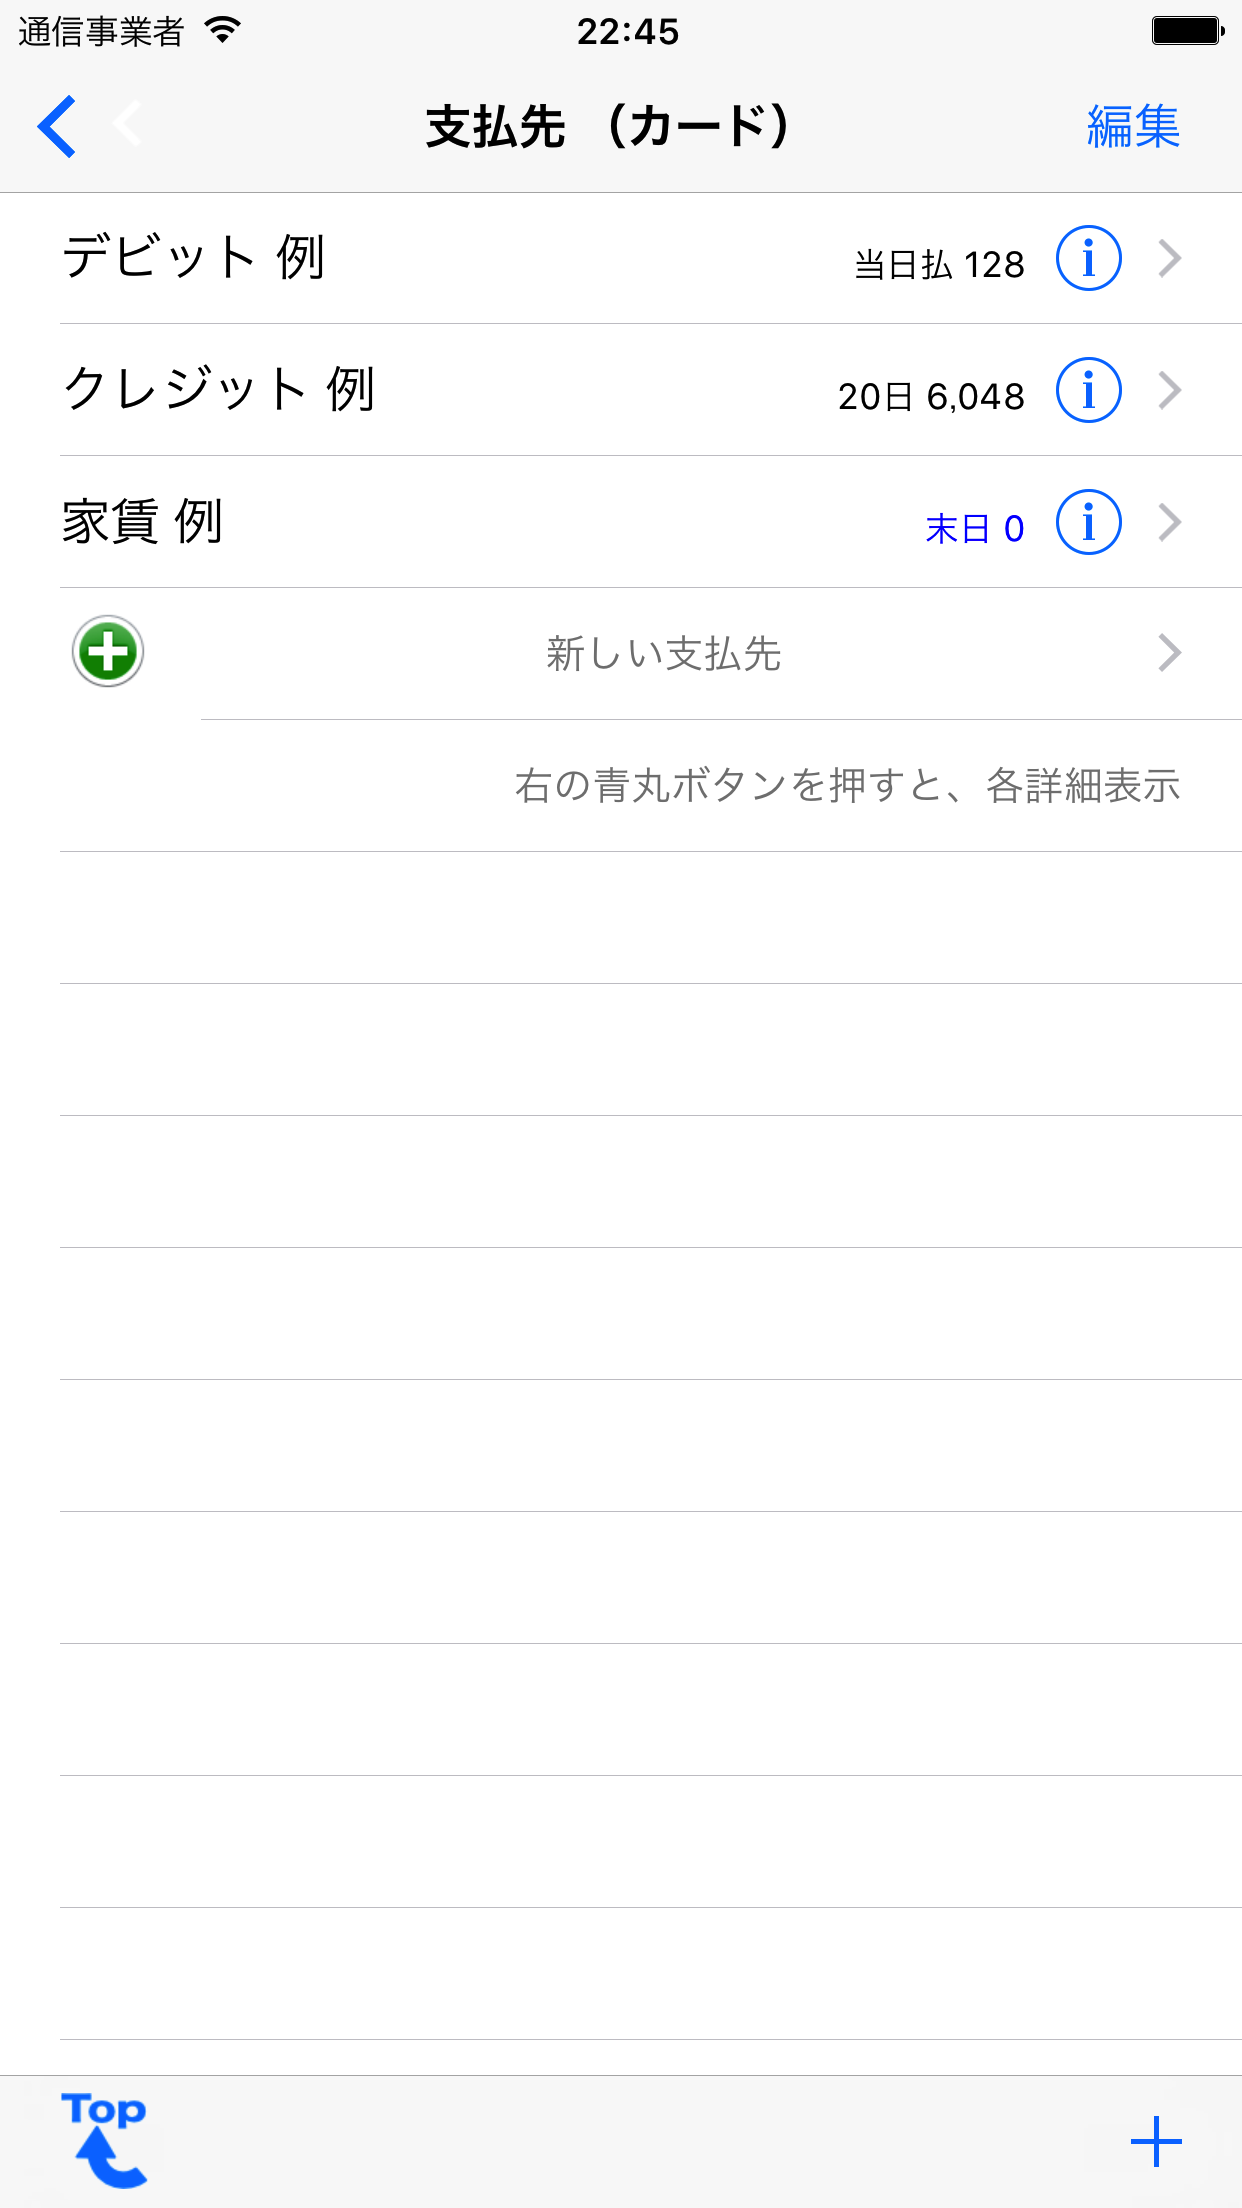 通信事業者 22:45
支払先 （カード） 編集
デビット 例 当日払 128
クレジット 例 20日 6,048
家賃 例 末日 0
新しい支払先
右の青丸ボタンを押すと、各詳細表示
Top